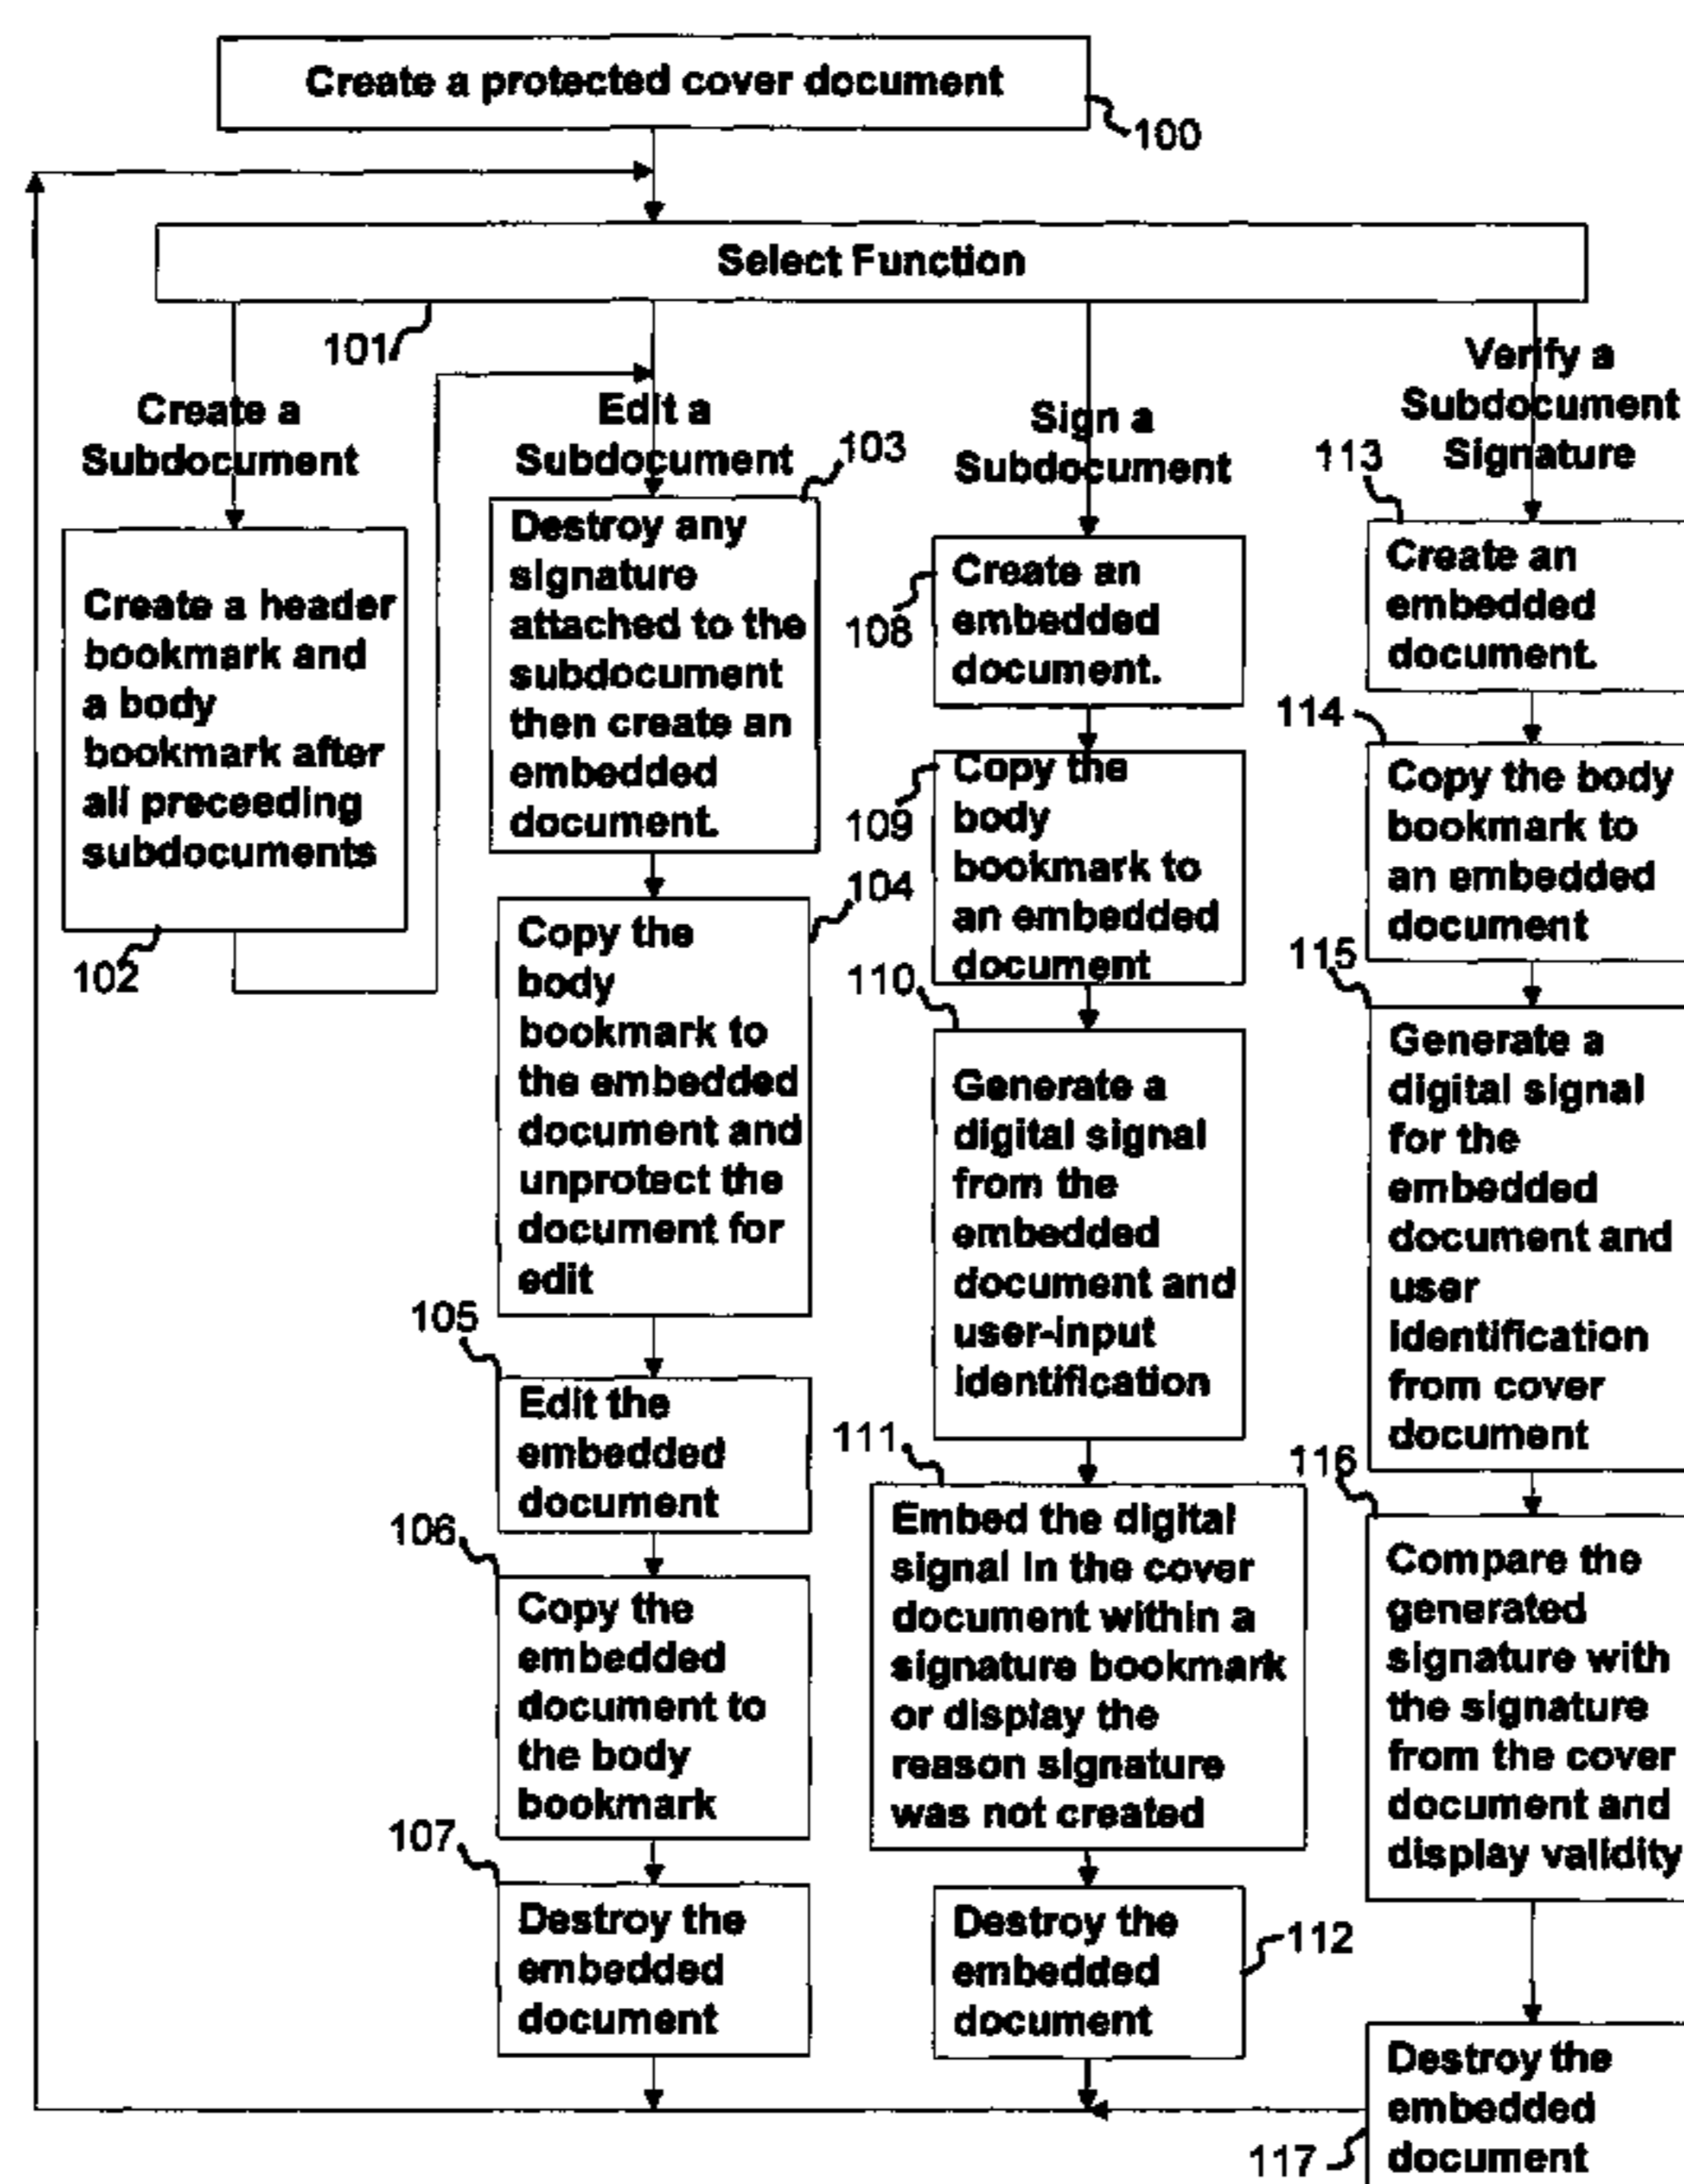 Create a protected cover document
100
Select Function
101
Create a
Subdocument
Create a header
bookmark and
a body
bookmark after
all preceeding
subdocuments
102
Edit a
Subdocument
103
Destroy any
signature
attached to the
subdocument
then create an
embedded
document.
104
Copy the
body
bookmark to
the embedded
document and
unprotect the
document for
edit
105
Edit the
embedded
document
106
Copy the
embedded
document to
the body
bookmark
107
Destroy the
embedded
document
Sign a
Subdocument
108
Create an
embedded
document.
109
Copy the
body
bookmark to
an embedded
document
110
Generate a
digital signal
from the
embedded
document and
user-input
identification
111
Embed the digital
signal in the cover
document within a
signature bookmark
or display the
reason signature
was not created
112
Destroy the
embedded
document
Verify a
Subdocument
Signature
113
Create an
embedded
document.
114
Copy the body
bookmark to
an embedded
document
115
Generate a
digital signal
for the
embedded
document and
user
identification
from cover
document
116
Compare the
generated
signature with
the signature
from the cover
document and
display validity
117
Destroy the
embedded
document